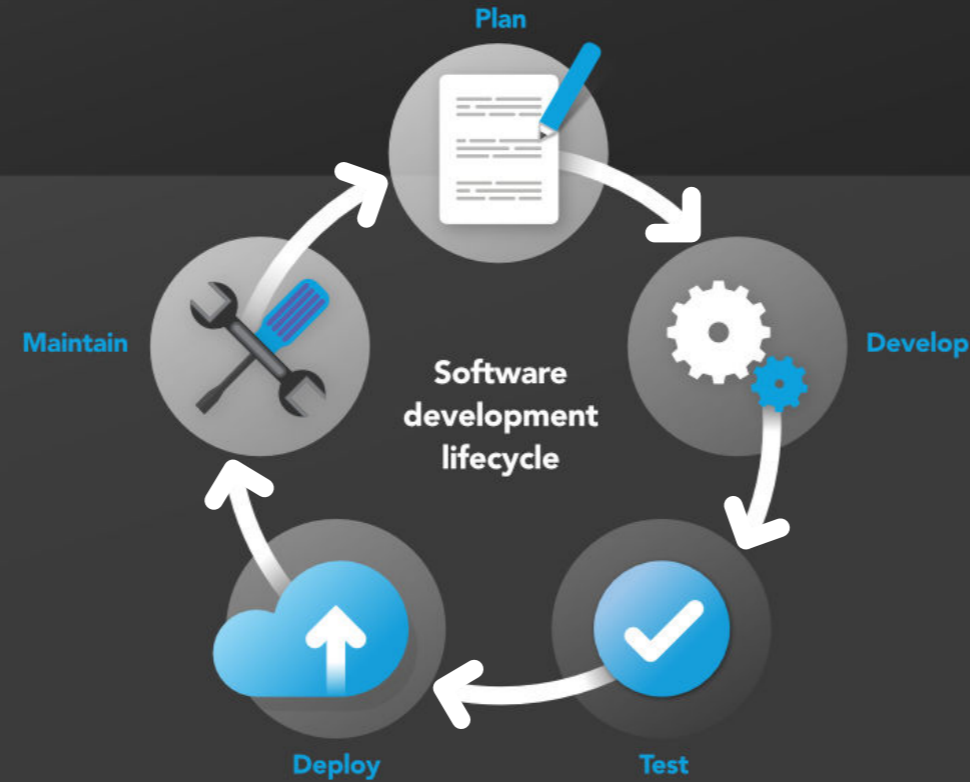 Plan
Maintain
Develop
Software
development
lifecycle
Deploy
Test